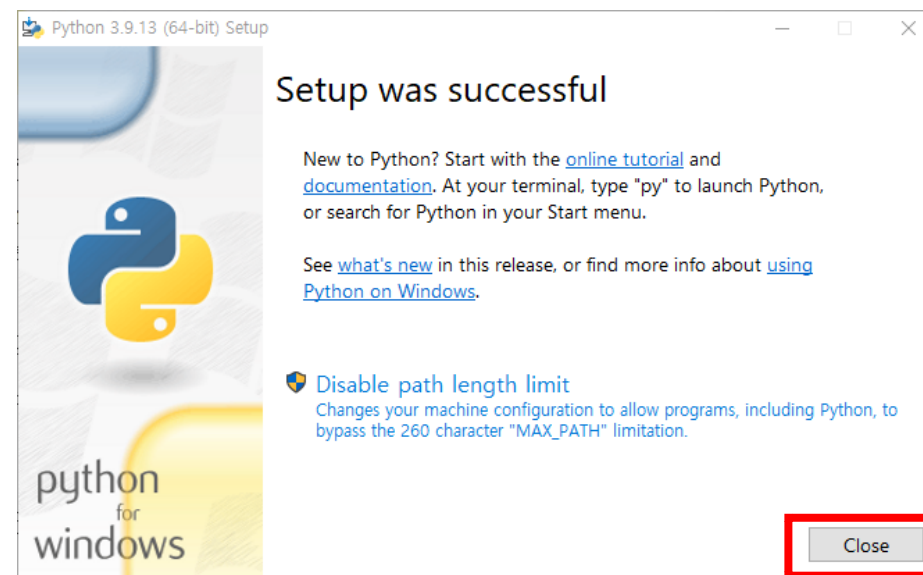 Python 3.9.13 (64-bit) Setup
Setup was successful
New to Python? Start with the online tutorial and
documentation. At your terminal, type "py" to launch Python,
or search for Python in your Start menu.
See what's new in this release, or find more info about using
Python on Windows.
Disable path length limit
Changes your machine configuration to allow programs, including Python, to
bypass the 260 character "MAX_PATH" limitation.
python
for
windows
Close